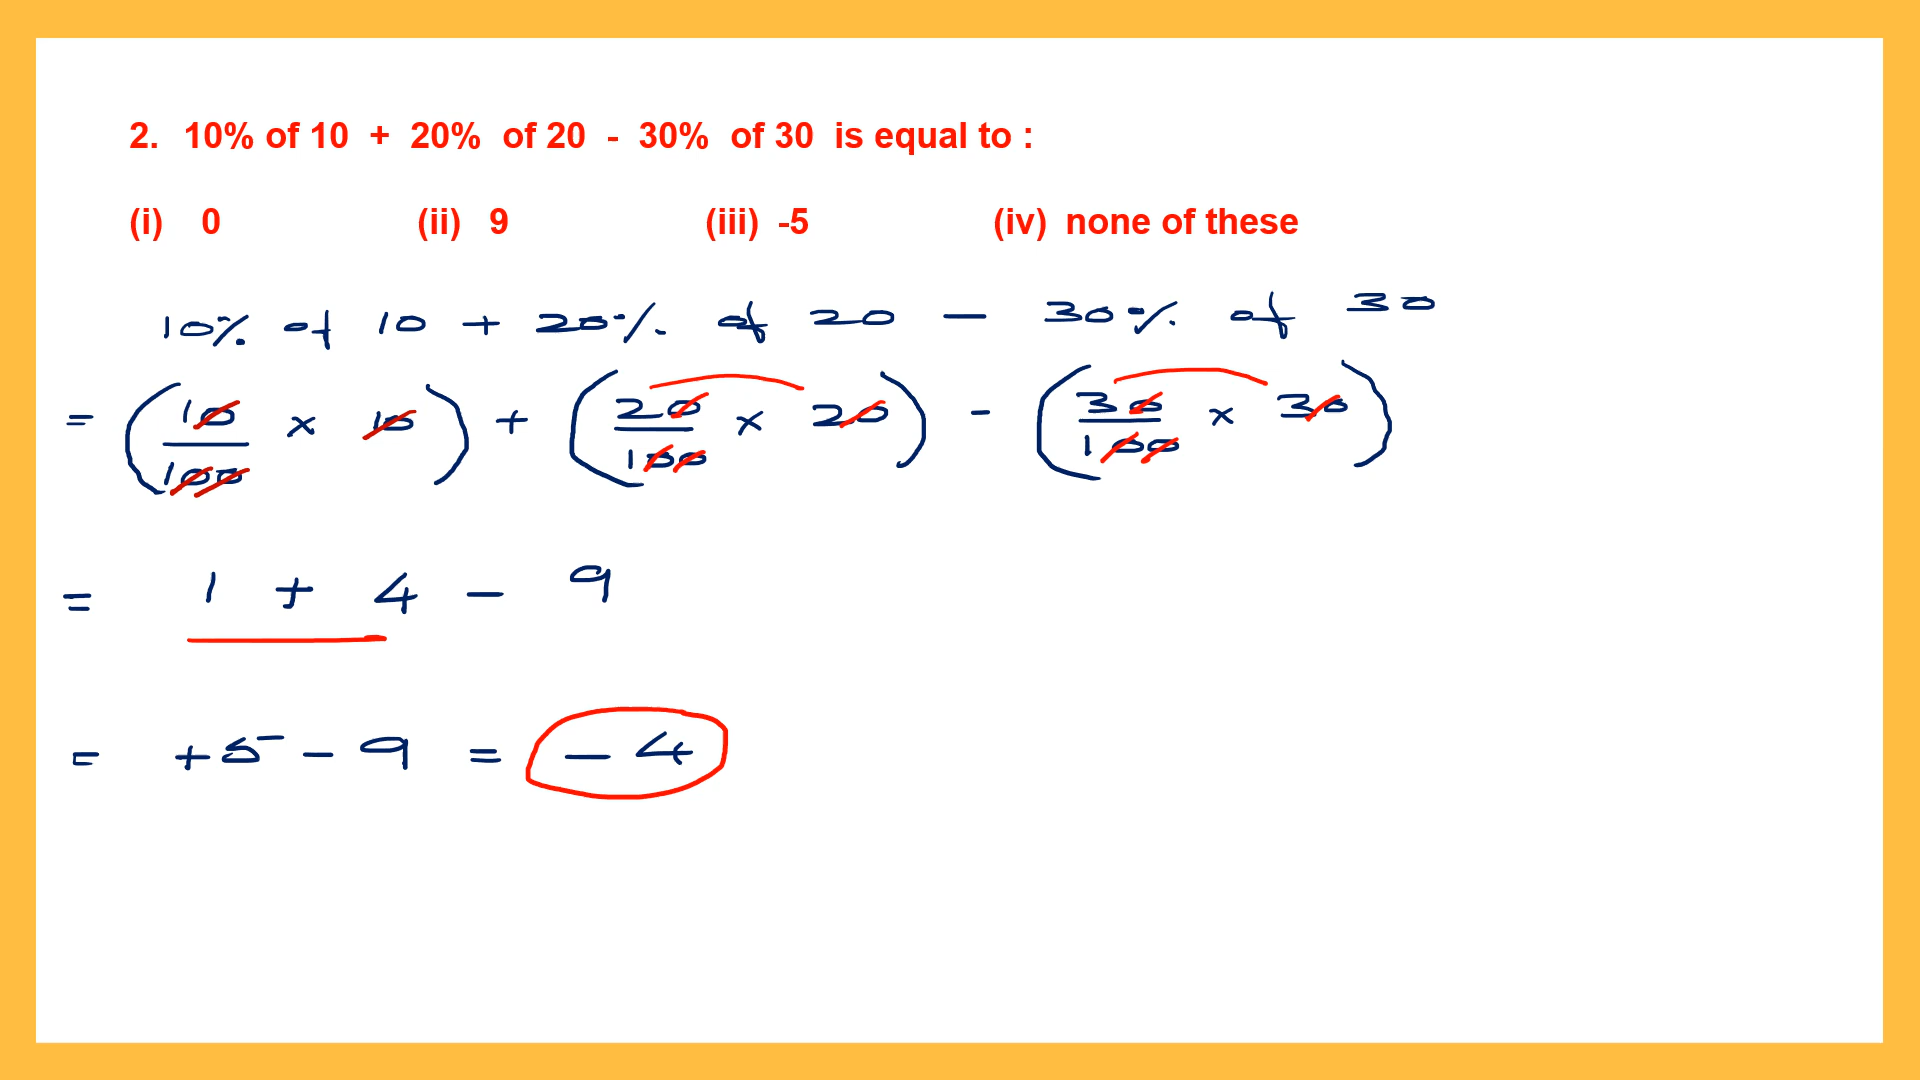 2. 10% of 10 + 20% of 20 - 30% of 30 is equal to :
(i) 0 (ii) 9 (iii) -5 (iv) none of these
10% of 10 + 20% of 20 - 30% of 30
= (10/100 × 10) + (20/100 × 20) - (30/100 × 30)
= 1 + 4 - 9
= +5 - 9 = -4